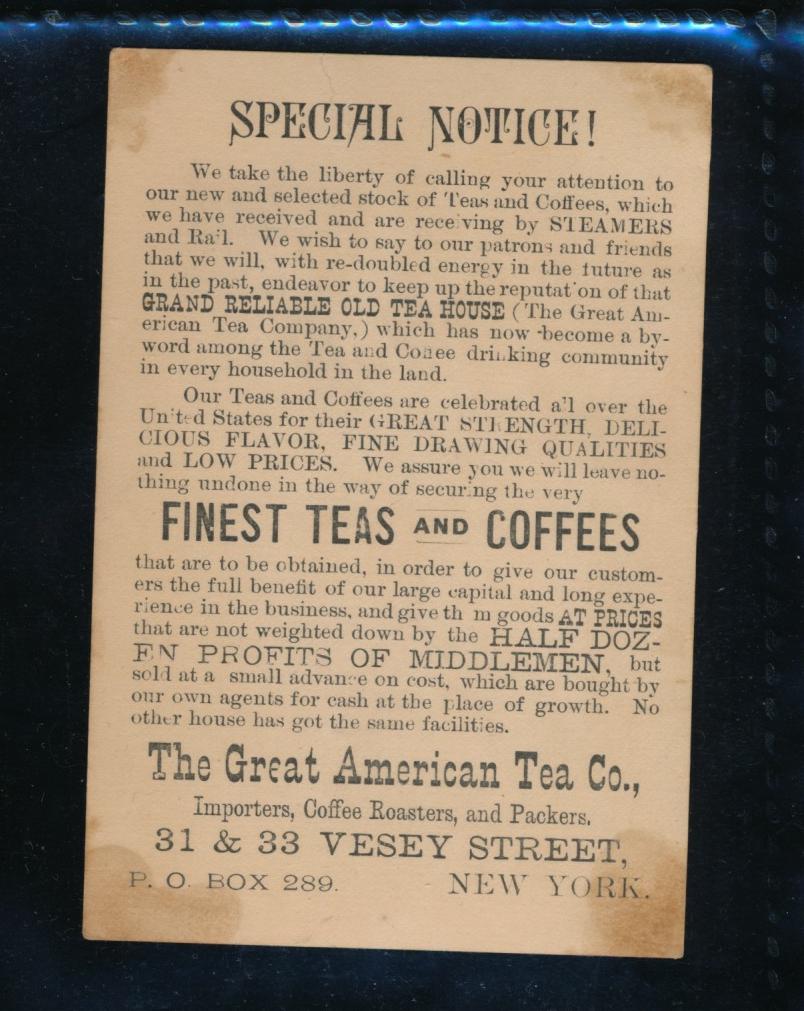 SPECIAL NOTICE!
We take the liberty of calling your attention to
our new and selected stock of Teas and Coffees, which
we have received and are receiving by STEAMERS
and Rail. We wish to say to our patrons and friends
that we will, with re-doubled energy in the future as
in the past, endeavor to keep up the reputation of that
GRAND RELIABLE OLD TEA HOUSE (The Great Am-
erican Tea Company,) which has now become a by-
word among the Tea and Coffee drinking community
in every household in the land.
Our Teas and Coffees are celebrated all over the
United States for their GREAT STRENGTH, DELI-
CIOUS FLAVOR, FINE DRAWING QUALITIES
and LOW PRICES. We assure you we will leave no-
thing undone in the way of securing the very
FINEST TEAS AND COFFEES
that are to be obtained, in order to give our custom-
ers the full benefit of our large capital and long expe-
rience in the business, and give them goods AT PRICES
that are not weighted down by the HALF DOZ-
EN PROFITS OF MIDDLEMEN, but
sold at a small advance on cost, which are bought by
our own agents for cash at the place of growth. No
other house has got the same facilities.
The Great American Tea Co.,
Importers, Coffee Roasters, and Packers.
31 & 33 VESEY STREET,
P. O. BOX 289. NEW YORK.